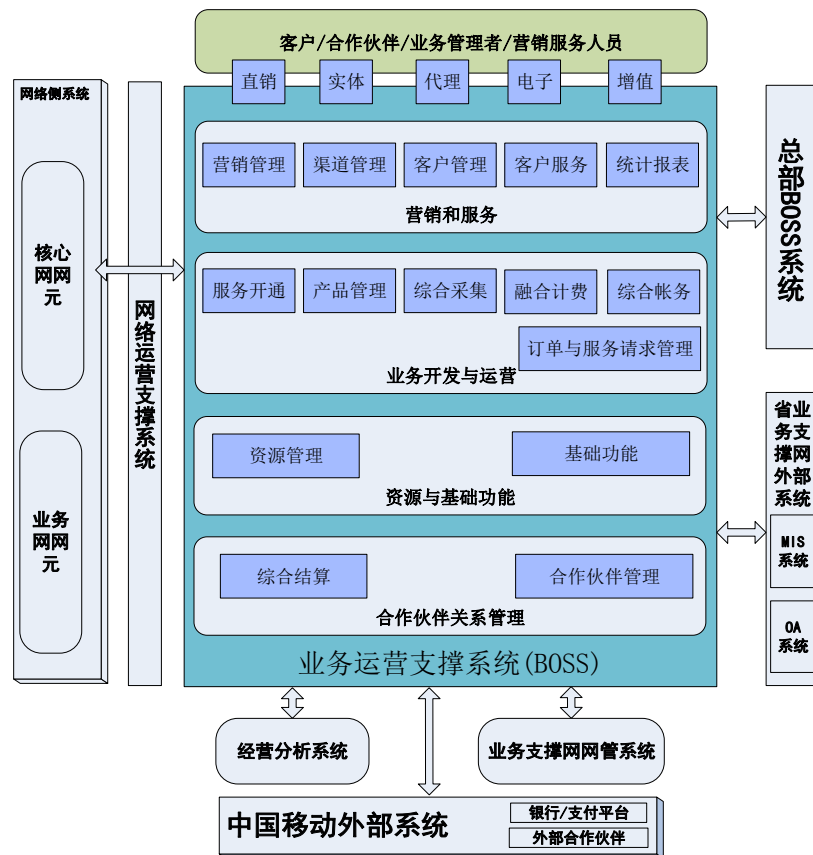 客户/合作伙伴/业务管理者/营销服务人员
直销
实体
代理
电子
增值
网络侧系统
核心
网网
元
业务
网网
元
网络运营支撑系统
营销管理
渠道管理
客户管理
客户服务
统计报表
营销和服务
服务开通
产品管理
综合采集
融合计费
综合帐务
订单与服务请求管理
业务开发与运营
资源管理
基础功能
资源与基础功能
综合结算
合作伙伴管理
合作伙伴关系管理
业务运营支撑系统(BOSS)
总部BOSS系统
省业
务支
撑网
外部
系统
MIS
系统
OA
系统
经营分析系统
业务支撑网网管系统
中国移动外部系统
银行/支付平台
外部合作伙伴